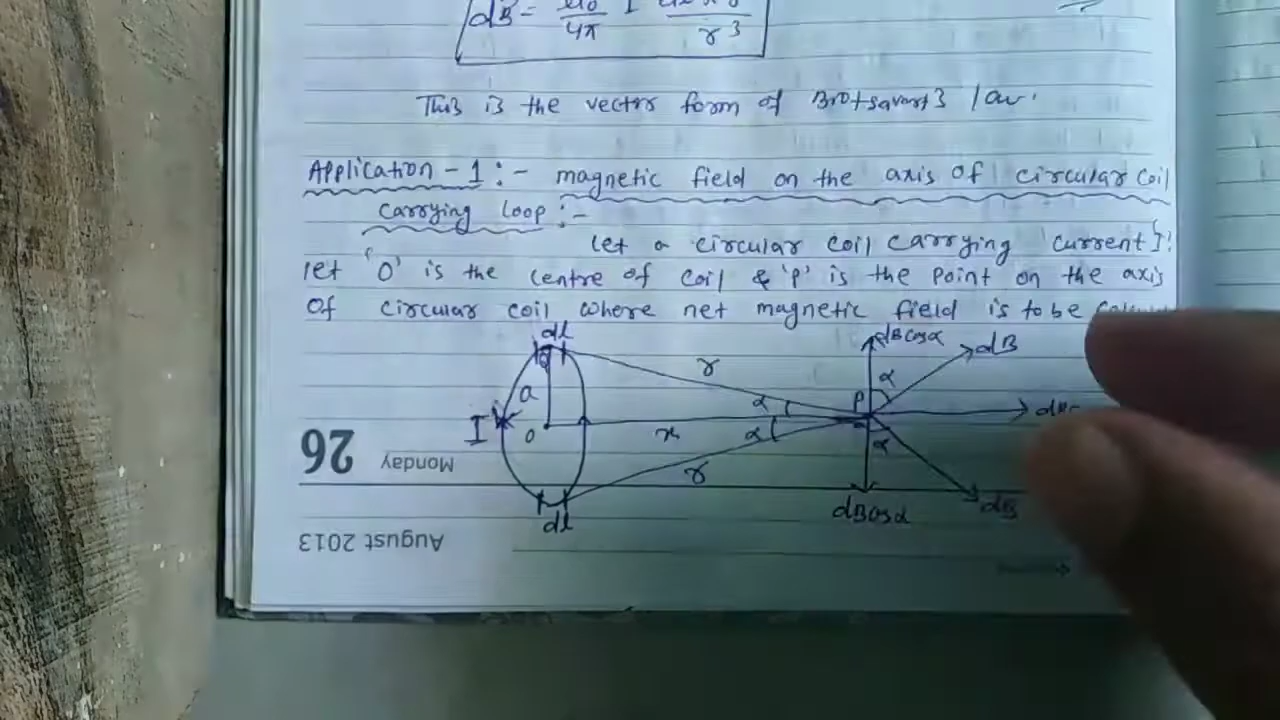 dB = μ0/4π I dl x r/r3
This is the vector form of Biotsavart's law.
Application - 1 :- magnetic field on the axis of circular coil
carrying loop :-
Let a circular coil carrying current I.
let 'O' is the centre of coil & 'P' is the point on the axis
of circular coil where net magnetic field is to be
dl
dBcosα
dB
r
α
a
α
P
I
O
x
α
α
r
dBcosα
dB
dl
26
Monday
August 2013